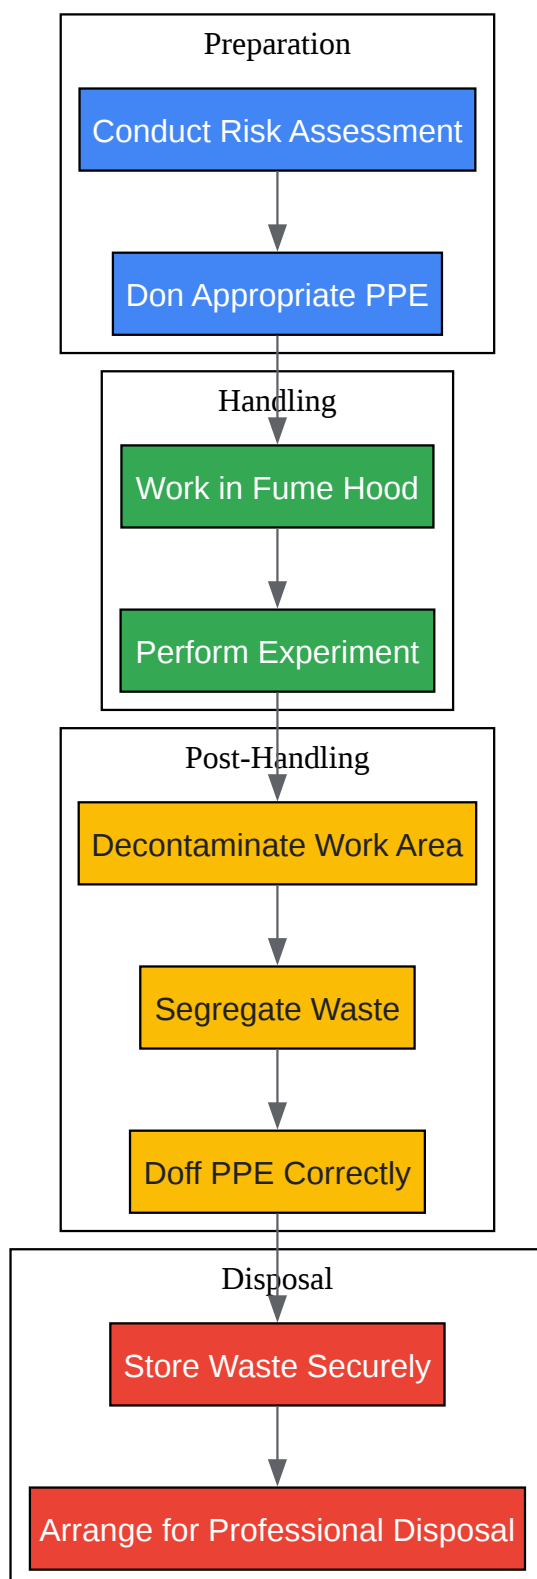 Preparation
Conduct Risk Assessment
Don Appropriate PPE
Handling
Work in Fume Hood
Perform Experiment
Post-Handling
Decontaminate Work Area
Segregate Waste
Doff PPE Correctly
Disposal
Store Waste Securely
Arrange for Professional Disposal